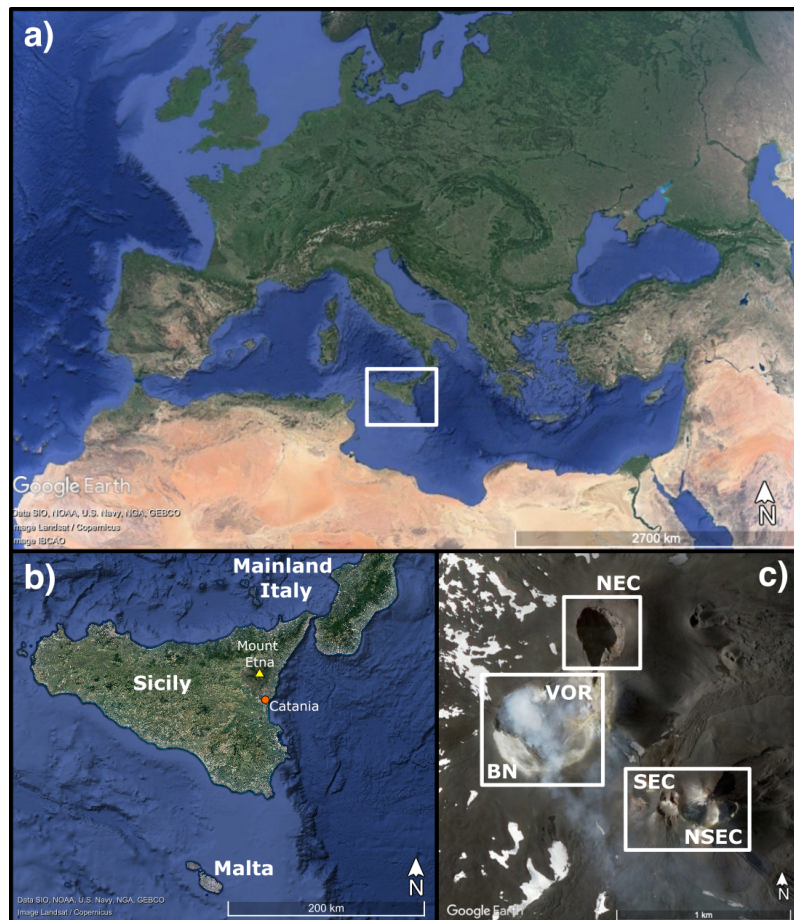 a)
Google Earth
Data SIO, NOAA, U.S. Navy, NGA, GEBCO
Image Landsat / Copernicus
Image IBCAO
2700 km
N
b)
Mainland
Italy
Mount
Etna
Sicily
Catania
Malta
Data SIO, NOAA, U.S. Navy, NGA, GEBCO
Image Landsat / Copernicus
200 km
N
c)
NEC
VOR
BN
SEC
NSEC
Google Earth
1 km
N